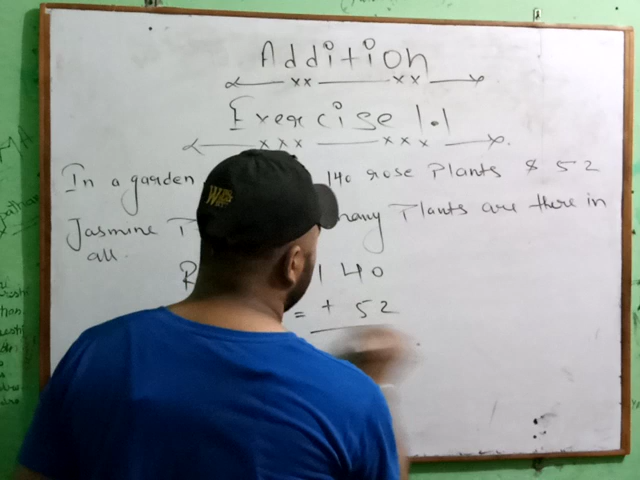 Addition
Exercise 1.1
In a garden 140 rose Plants & 52
Jasmine many Plants are there in
all.
R 140
= + 52